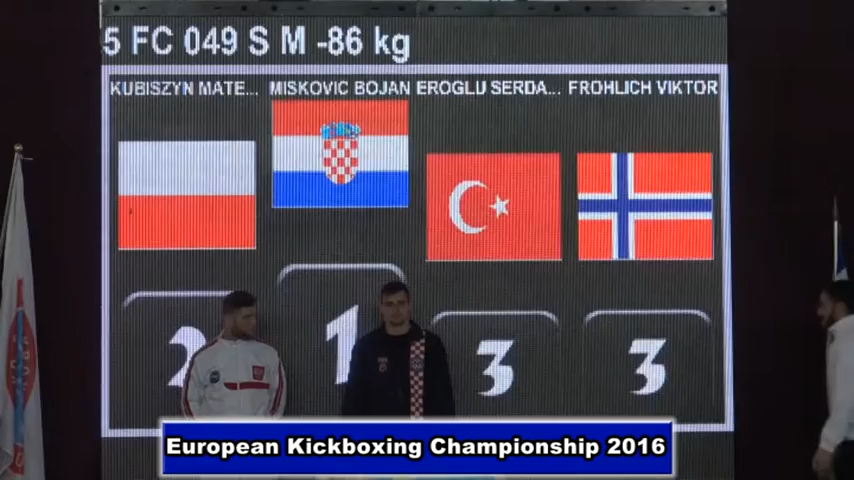 5 FC 049 S M -86 kg
KUBISZYN MATE... MISKOVIC BOJAN EROGLU SERDA... FROHLICH VIKTOR
2 1 3 3
European Kickboxing Championship 2016